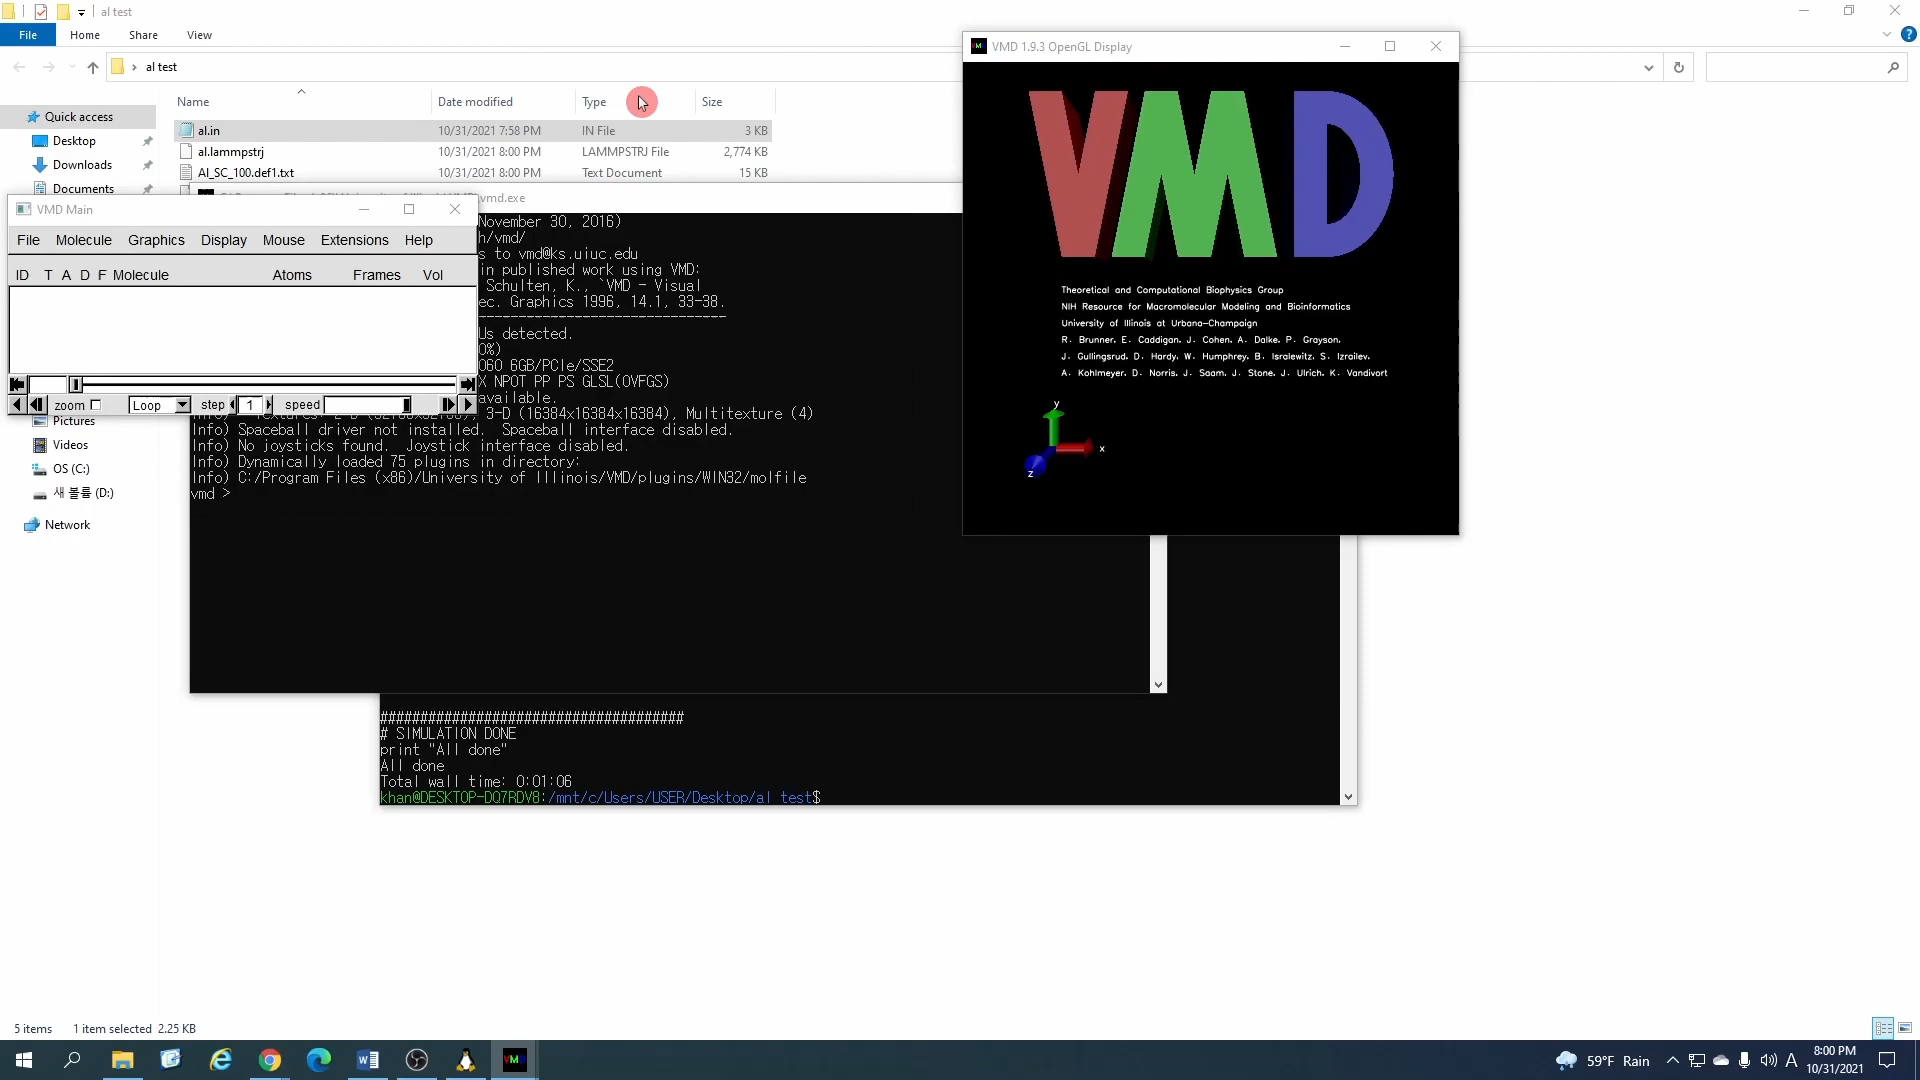 al test
File
Home
Share
View
al test
Name
Date modified
Type
Size
Quick access
Desktop
Downloads
Documents
Pictures
Videos
OS (C:)
새 볼륨 (D:)
Network
al.in 10/31/2021 7:58 PM IN File 3 KB
al.lammpstrj 10/31/2021 8:00 PM LAMMPSTRJ File 2,774 KB
Al_SC_100.def1.txt 10/31/2021 8:00 PM Text Document 15 KB
vmd.exe
VMD Main
File Molecule Graphics Display Mouse Extensions Help
ID T A D F Molecule Atoms Frames Vol
zoom Loop step 1 speed
November 30, 2016)
h/vmd/
s to vmd@ks.uiuc.edu
in published work using VMD:
Schulten, K., `VMD - Visual
ec. Graphics 1996, 14.1, 33-38.
-------------------------------
Us detected.
0%)
060 6GB/PCIe/SSE2
X NPOT PP PS GLSL(OVFGS)
available.
3-D (16384x16384x16384), Multitexture (4)
Info) Spaceball driver not installed.  Spaceball interface disabled.
Info) No joysticks found.  Joystick interface disabled.
Info) Dynamically loaded 75 plugins in directory:
Info) C:/Program Files (x86)/University of Illinois/VMD/plugins/WIN32/molfile
vmd >
VMD 1.9.3 OpenGL Display
VMD
Theoretical and Computational Biophysics Group
NIH Resource for Macromolecular Modeling and Bioinformatics
University of Illinois at Urbana-Champaign
R. Brunner, E. Caddigan, J. Cohen, A. Dalke, P. Grayson,
J. Gullingsrud, D. Hardy, W. Humphrey, B. Isralewitz, S. Izrailev,
A. Kohlmeyer, D. Norris, J. Saam, J. Stone, J. Ulrich, K. Vandivort
y
x
z
######################################
# SIMULATION DONE
print "All done"
All done
Total wall time: 0:01:06
khan@DESKTOP-DQ7RDV8:/mnt/c/Users/USER/Desktop/al test$
5 items 1 item selected 2.25 KB
VMD
59°F Rain
A
8:00 PM
10/31/2021